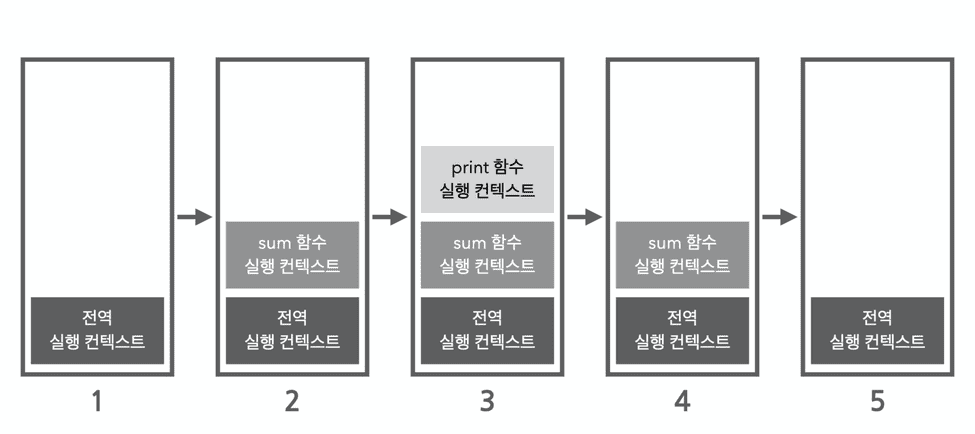 전역
실행 컨텍스트
1
sum 함수
실행 컨텍스트
전역
실행 컨텍스트
2
print 함수
실행 컨텍스트
sum 함수
실행 컨텍스트
전역
실행 컨텍스트
3
sum 함수
실행 컨텍스트
전역
실행 컨텍스트
4
전역
실행 컨텍스트
5